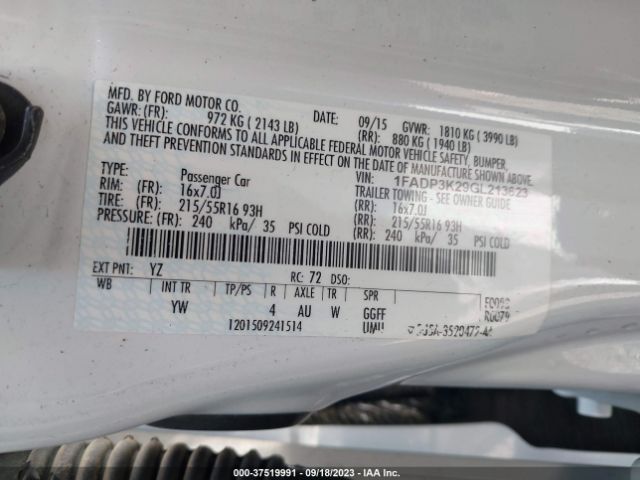 MFD. BY FORD MOTOR CO.
DATE: 09/15 GVWR: 1810 KG ( 3990 LB)
GAWR: (FR): 972 KG ( 2143 LB) (RR): 880 KG ( 1940 LB)
THIS VEHICLE CONFORMS TO ALL APPLICABLE FEDERAL MOTOR VEHICLE SAFETY, BUMPER,
AND THEFT PREVENTION STANDARDS IN EFFECT ON THE DATE OF MANUFACTURE SHOWN ABOVE.
VIN: 1FADP3K29GL213623
TYPE: Passenger Car TRAILER TOWING - SEE OWNER GUIDE
RIM: (FR) 16x7.0J (RR): 16x7.0J
TIRE: (FR) 215/55R16 93H (RR): 215/55R16 93H
PRESSURE: (FR): 240 kPa/ 35 PSI COLD (RR): 240 kPa/ 35 PSI COLD
EXT PNT: YZ RC: 72 DSO:
WB INT TR TP/PS R AXLE TR SPR
YW 4 AU W GGFF
1201509241514
000-37519991 - 09/18/2023 - IAA Inc.